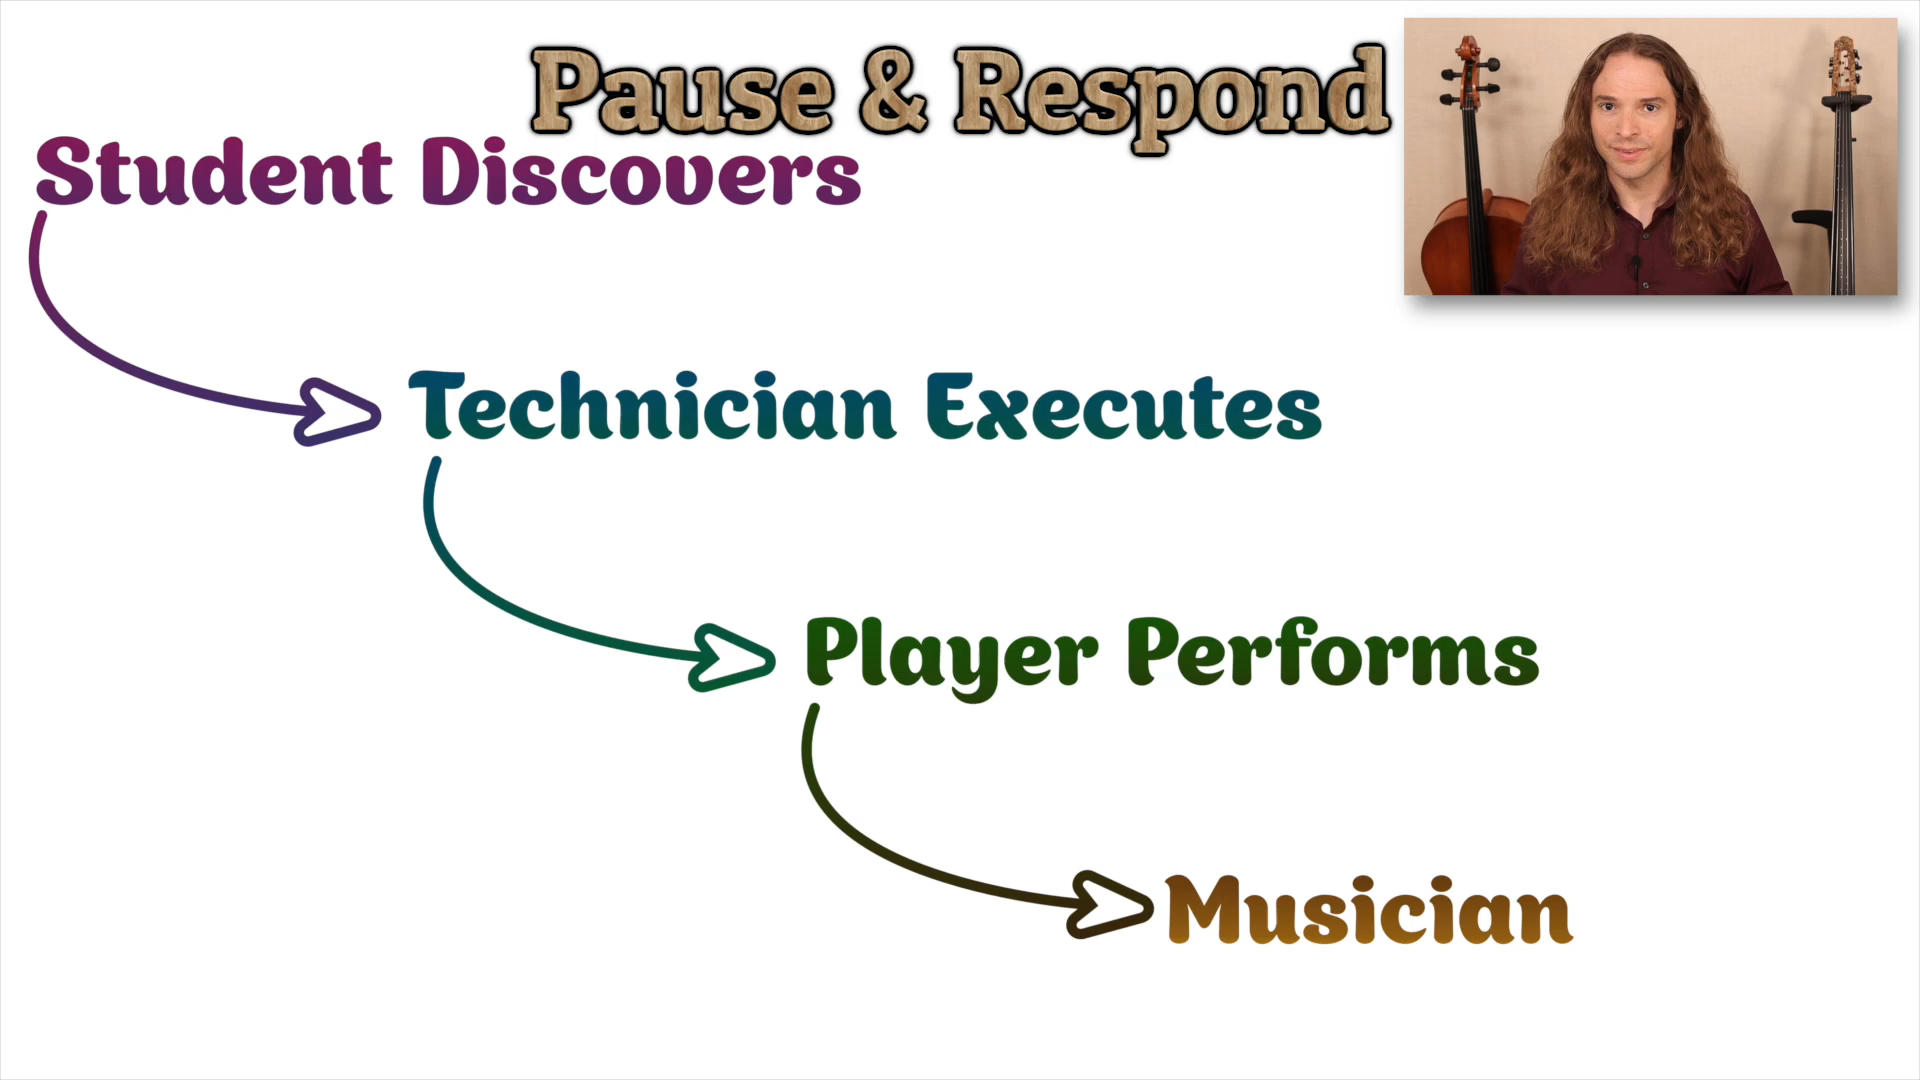 Pause & Respond
Student Discovers
Technician Executes
Player Performs
Musician